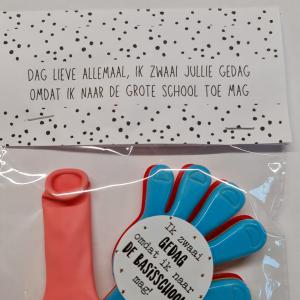 DAG LIEVE ALLEMAAL, IK ZWAAI JULLIE GEDAG
OMDAT IK NAAR DE GROTE SCHOOL TOE MAG
Ik zwaai
GEDAG
omdat ik naar
DE BASISSCHOOL
mag!